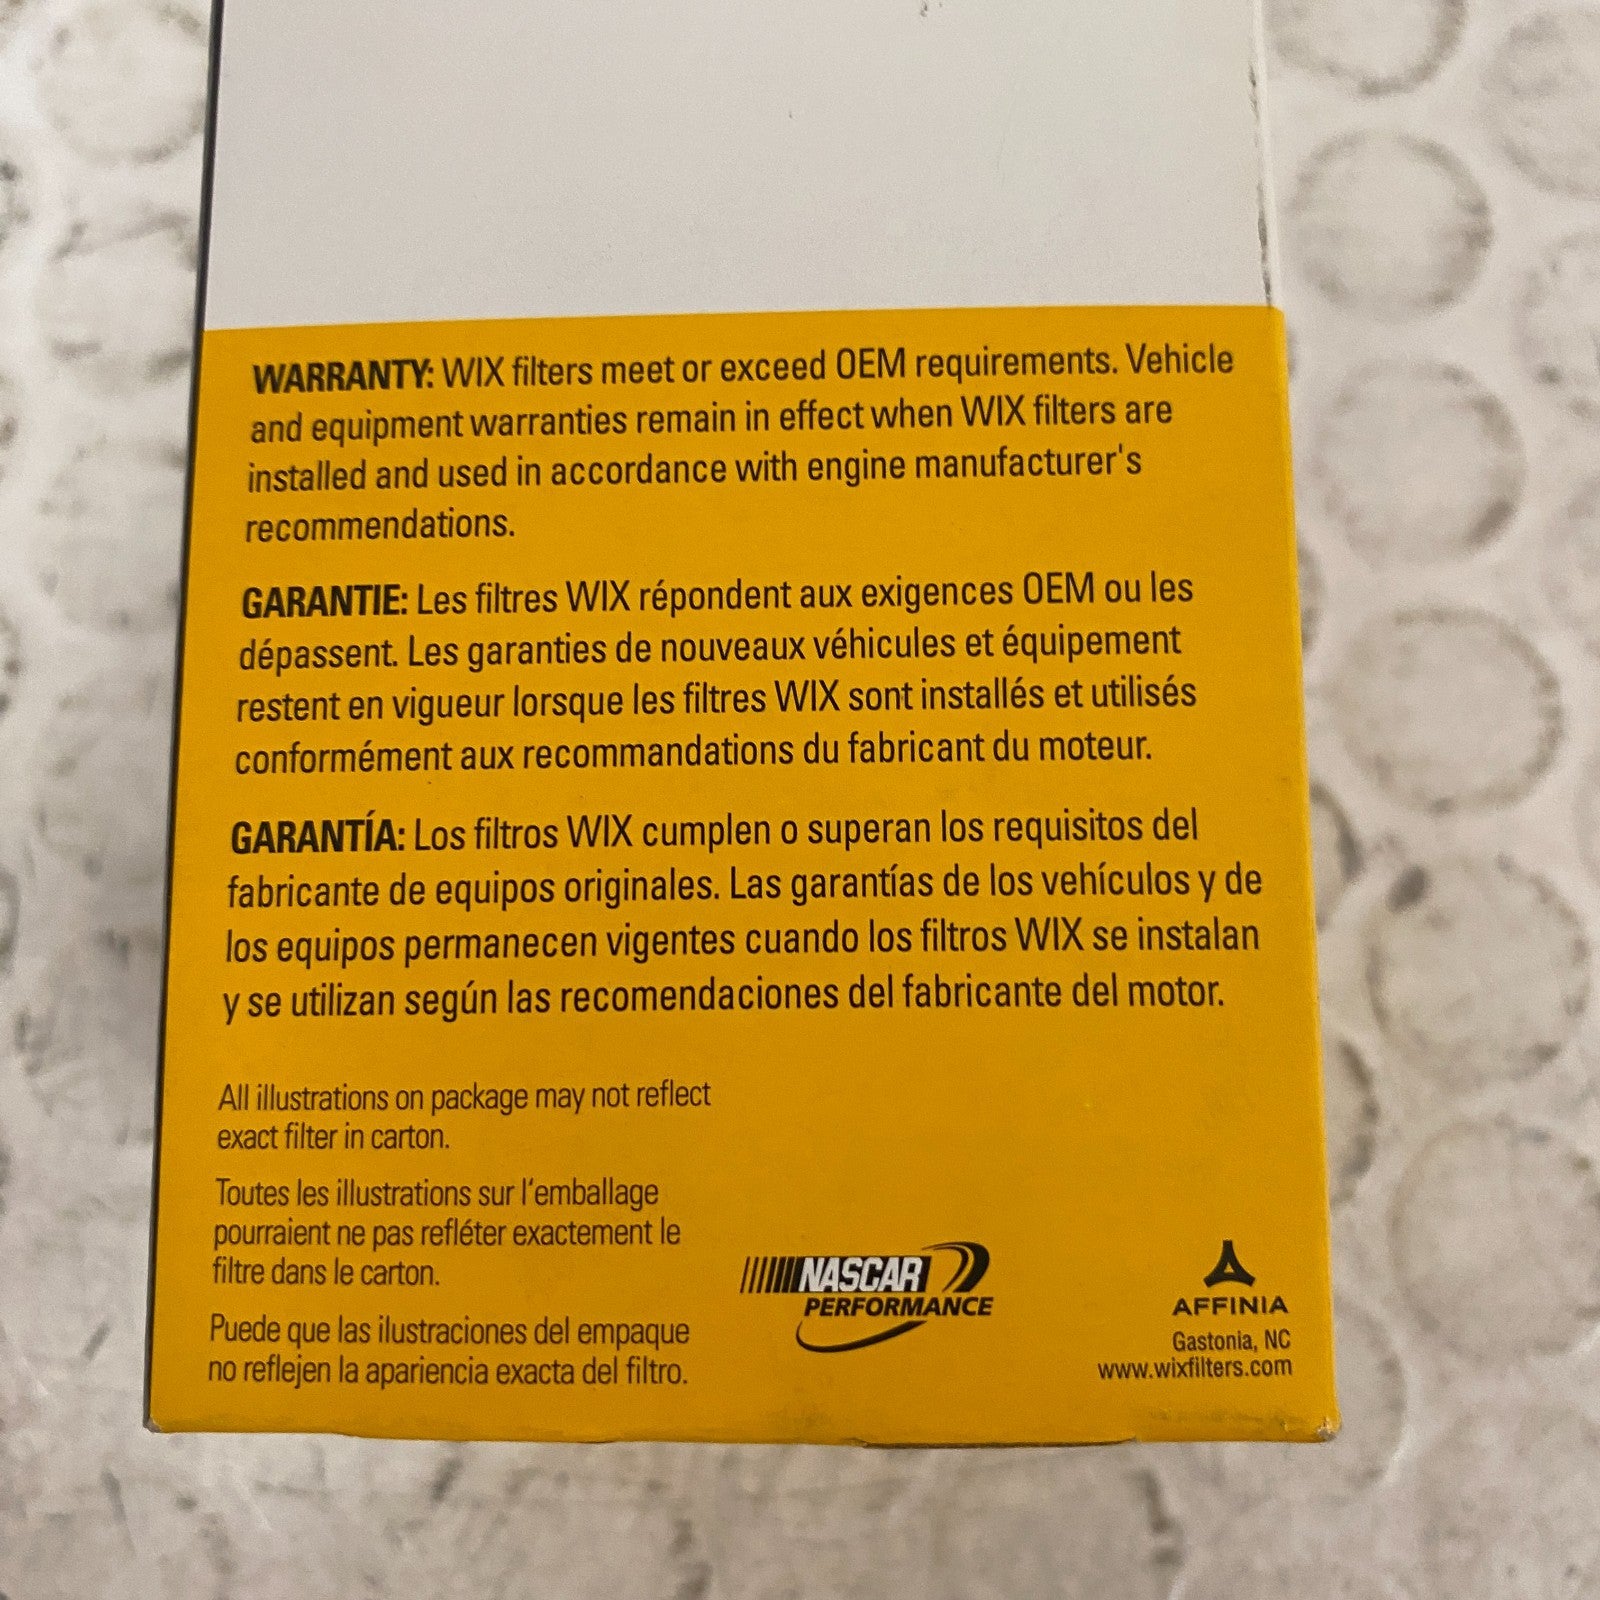 WARRANTY: WIX filters meet or exceed OEM requirements. Vehicle
and equipment warranties remain in effect when WIX filters are
installed and used in accordance with engine manufacturer's
recommendations.
GARANTIE: Les filtres WIX répondent aux exigences OEM ou les
dépassent. Les garanties de nouveaux véhicules et équipement
restent en vigueur lorsque les filtres WIX sont installés et utilisés
conformément aux recommandations du fabricant du moteur.
GARANTÍA: Los filtros WIX cumplen o superan los requisitos del
fabricante de equipos originales. Las garantías de los vehículos y de
los equipos permanecen vigentes cuando los filtros WIX se instalan
y se utilizan según las recomendaciones del fabricante del motor.
All illustrations on package may not reflect
exact filter in carton.
Toutes les illustrations sur l'emballage
pourraient ne pas refléter exactement le
filtre dans le carton.
Puede que las ilustraciones del empaque
no reflejen la apariencia exacta del filtro.
NASCAR
PERFORMANCE
AFFINIA
Gastonia, NC
www.wixfilters.com